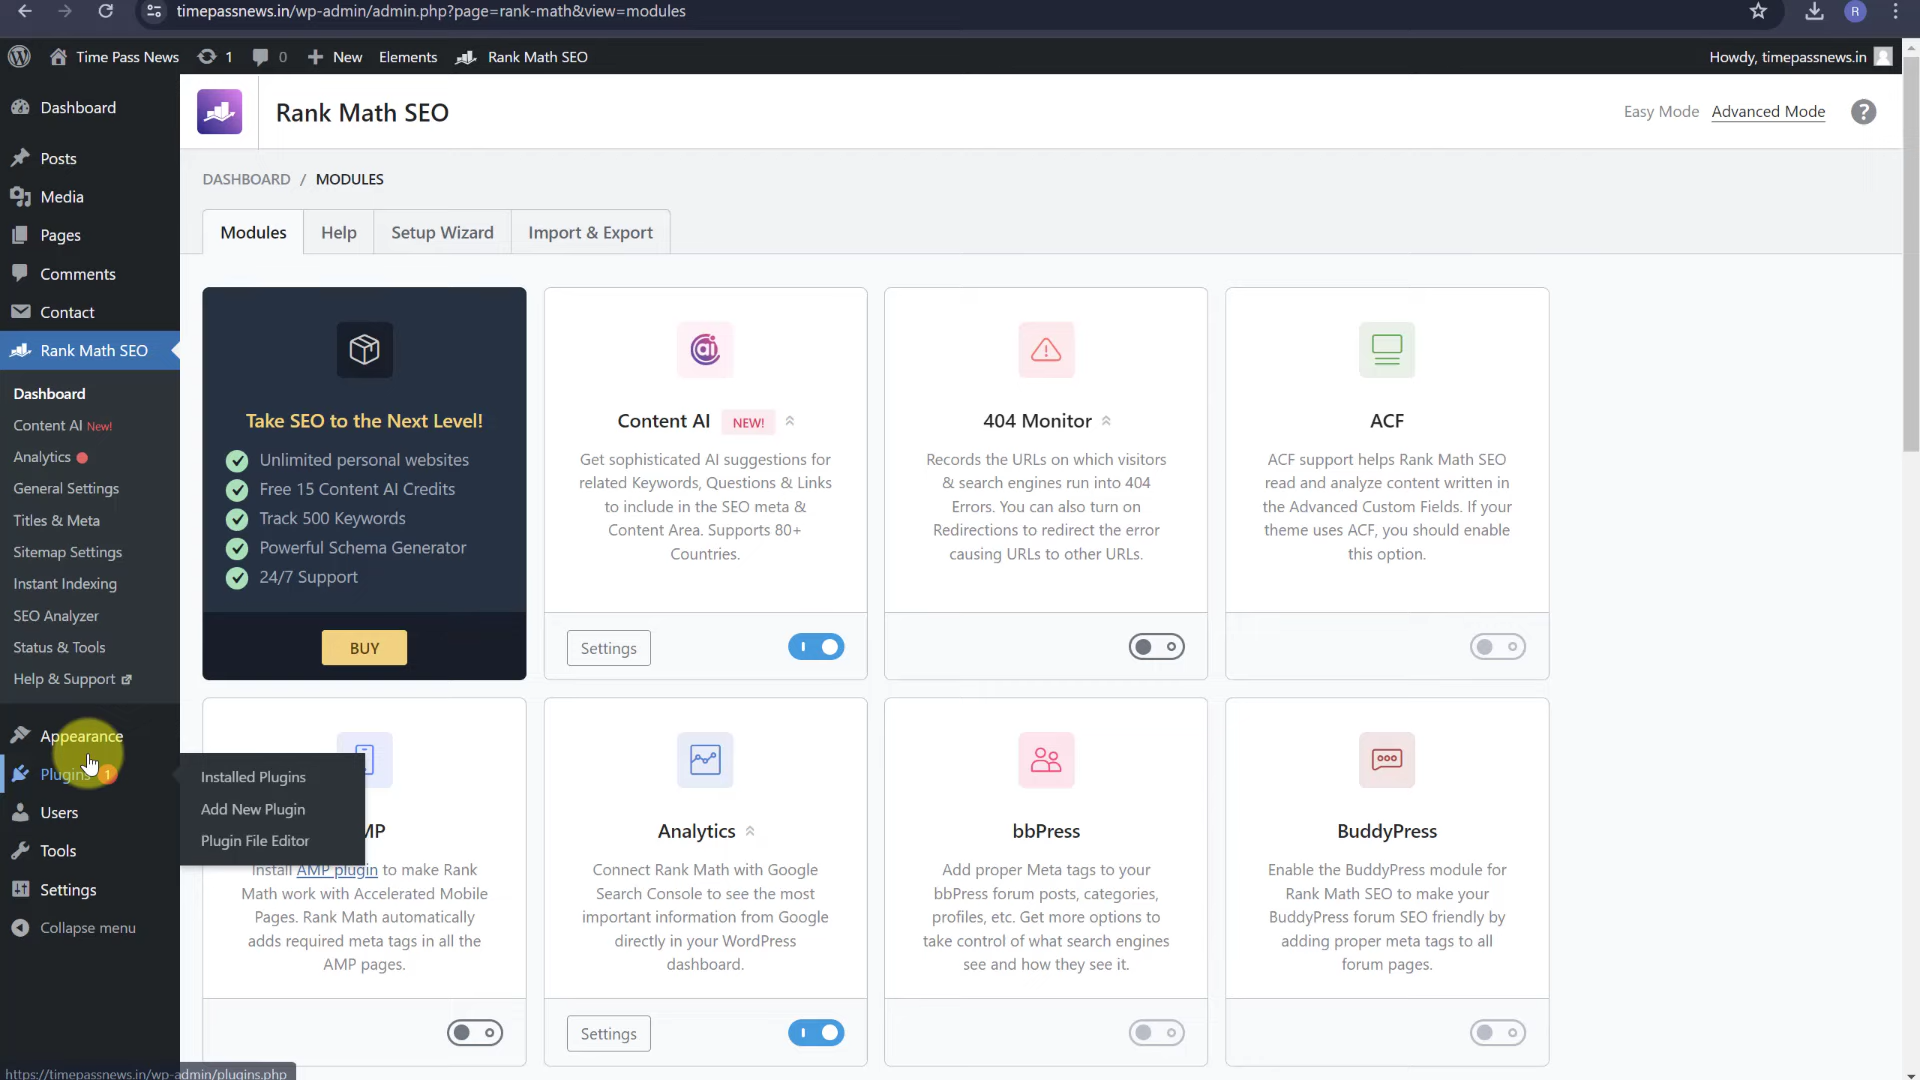 timepassnews.in/wp-admin/admin.php?page=rank-math&view=modules
R
Time Pass News
1
0
New
Elements
Rank Math SEO
Howdy, timepassnews.in
Dashboard
Posts
Media
Pages
Comments
Contact
Rank Math SEO
Dashboard
Content AI New!
Analytics
General Settings
Titles & Meta
Sitemap Settings
Instant Indexing
SEO Analyzer
Status & Tools
Help & Support
Appearance
Plugins 1
Users
Tools
Settings
Collapse menu
Installed Plugins
Add New Plugin
Plugin File Editor
Rank Math SEO
Easy Mode
Advanced Mode
?
DASHBOARD / MODULES
Modules
Help
Setup Wizard
Import & Export
Take SEO to the Next Level!
Unlimited personal websites
Free 15 Content AI Credits
Track 500 Keywords
Powerful Schema Generator
24/7 Support
BUY
ai
Content AI NEW!
Get sophisticated AI suggestions for
related Keywords, Questions & Links
to include in the SEO meta &
Content Area. Supports 80+
Countries.
Settings
404 Monitor
Records the URLs on which visitors
& search engines run into 404
Errors. You can also turn on
Redirections to redirect the error
causing URLs to other URLs.
ACF
ACF support helps Rank Math SEO
read and analyze content written in
the Advanced Custom Fields. If your
theme uses ACF, you should enable
this option.
MP
Install AMP plugin to make Rank
Math work with Accelerated Mobile
Pages. Rank Math automatically
adds required meta tags in all the
AMP pages.
Analytics
Connect Rank Math with Google
Search Console to see the most
important information from Google
directly in your WordPress
dashboard.
Settings
bbPress
Add proper Meta tags to your
bbPress forum posts, categories,
profiles, etc. Get more options to
take control of what search engines
see and how they see it.
BuddyPress
Enable the BuddyPress module for
Rank Math SEO to make your
BuddyPress forum SEO friendly by
adding proper meta tags to all
forum pages.
https://timepassnews.in/wp-admin/plugins.php